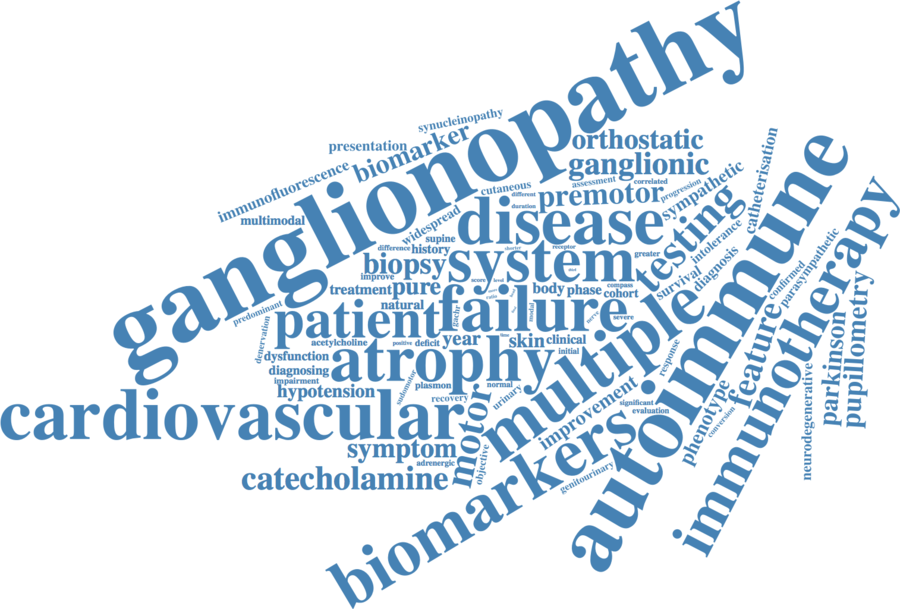 ganglionopathy
synucleinopathy
presentation
biomarker
orthostatic
immunofluorescence
ganglionic
assessment
correlated
progression
cutaneous
different
premotor
sympathetic
catheterisation
autoimmune
multimodal
widespread
duration
disease
testing
intolerance
supine
difference
history
shorter
receptor
greater
biopsy
system
survival
diagnosis
immunotherapy
improve
score
level
compass
treatment
pure
body
phase
cohort
confirmed
parasympathetic
predominant
natural
patient
failure
gachr
modal
nerve
severe
multiple
feature
parkinson
pupillometry
denervation
acetylcholine
positive
deficit
year
skin
clinical
initial
response
dysfunction
atrophy
diagnosing
impairment
hypotension
sudomotor
plasmon
normal
recovery
urinary
cardiovascular
motor
improvement
significant
evaluation
phenotype
conversion
neurodegenerative
symptom
adrenergic
objective
catecholamine
genitourinary
biomarkers